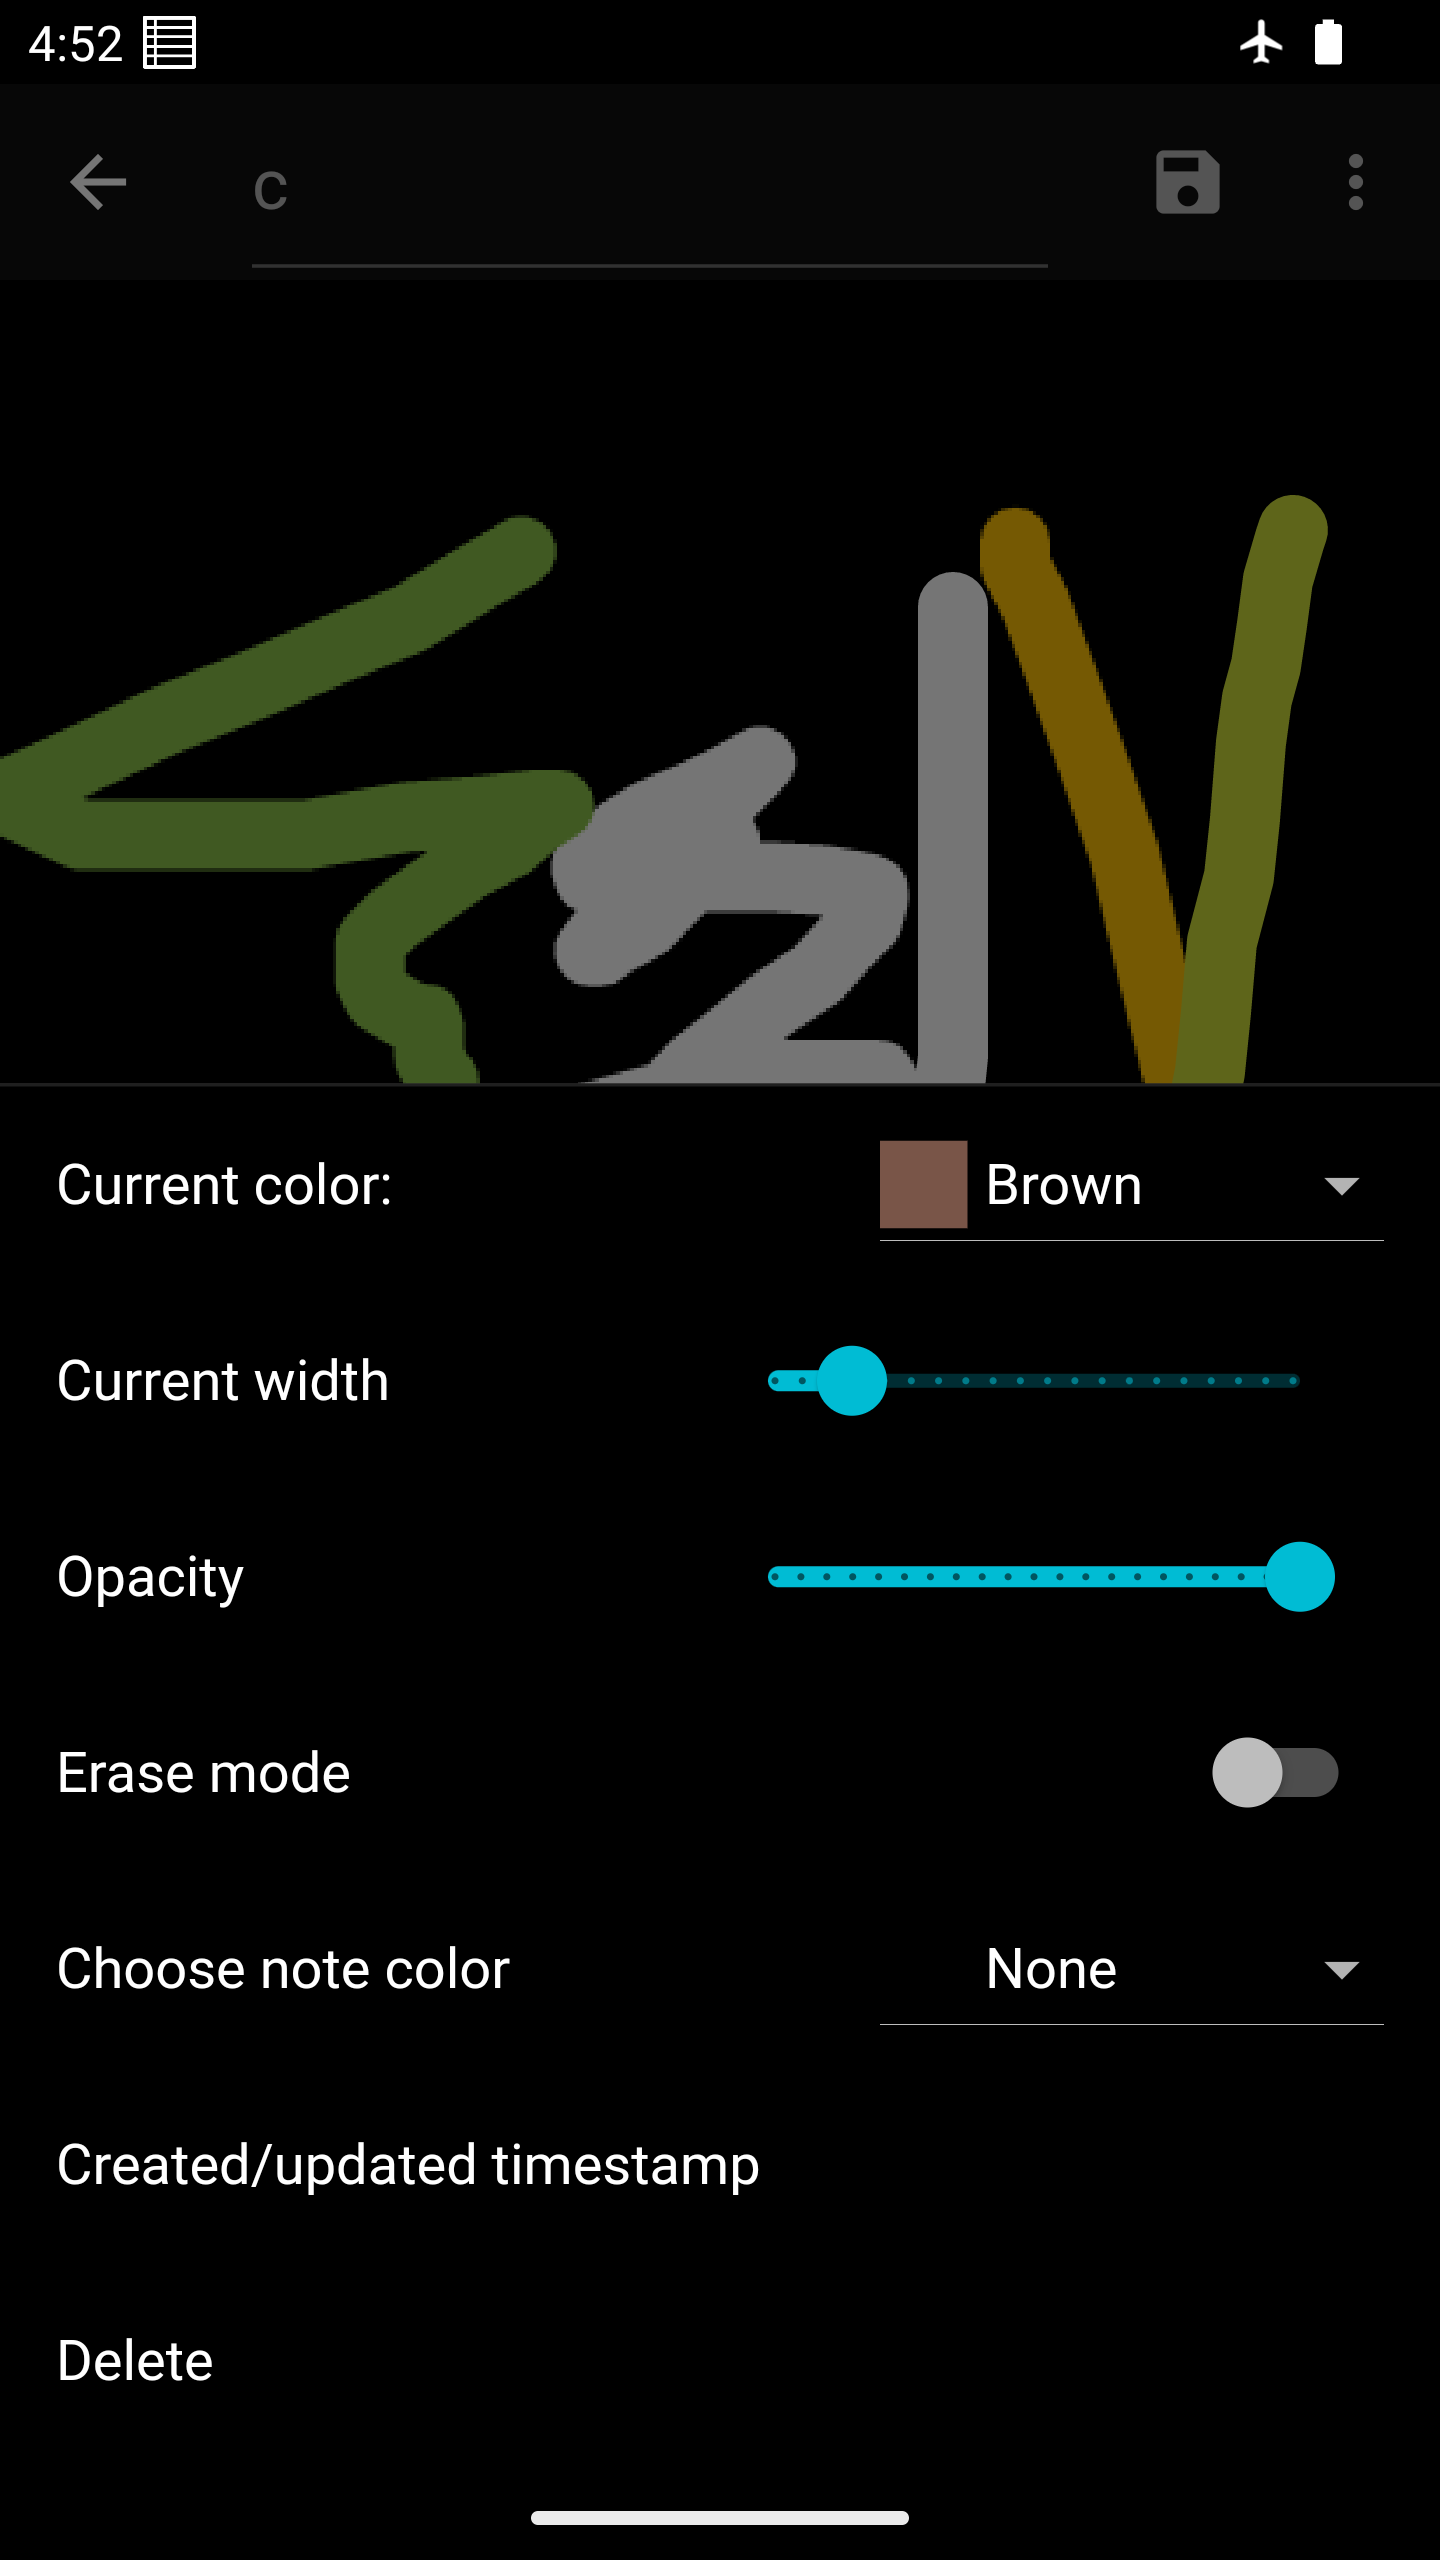 4:52
c
Current color:
Brown
Current width
Opacity
Erase mode
Choose note color
None
Created/updated timestamp
Delete